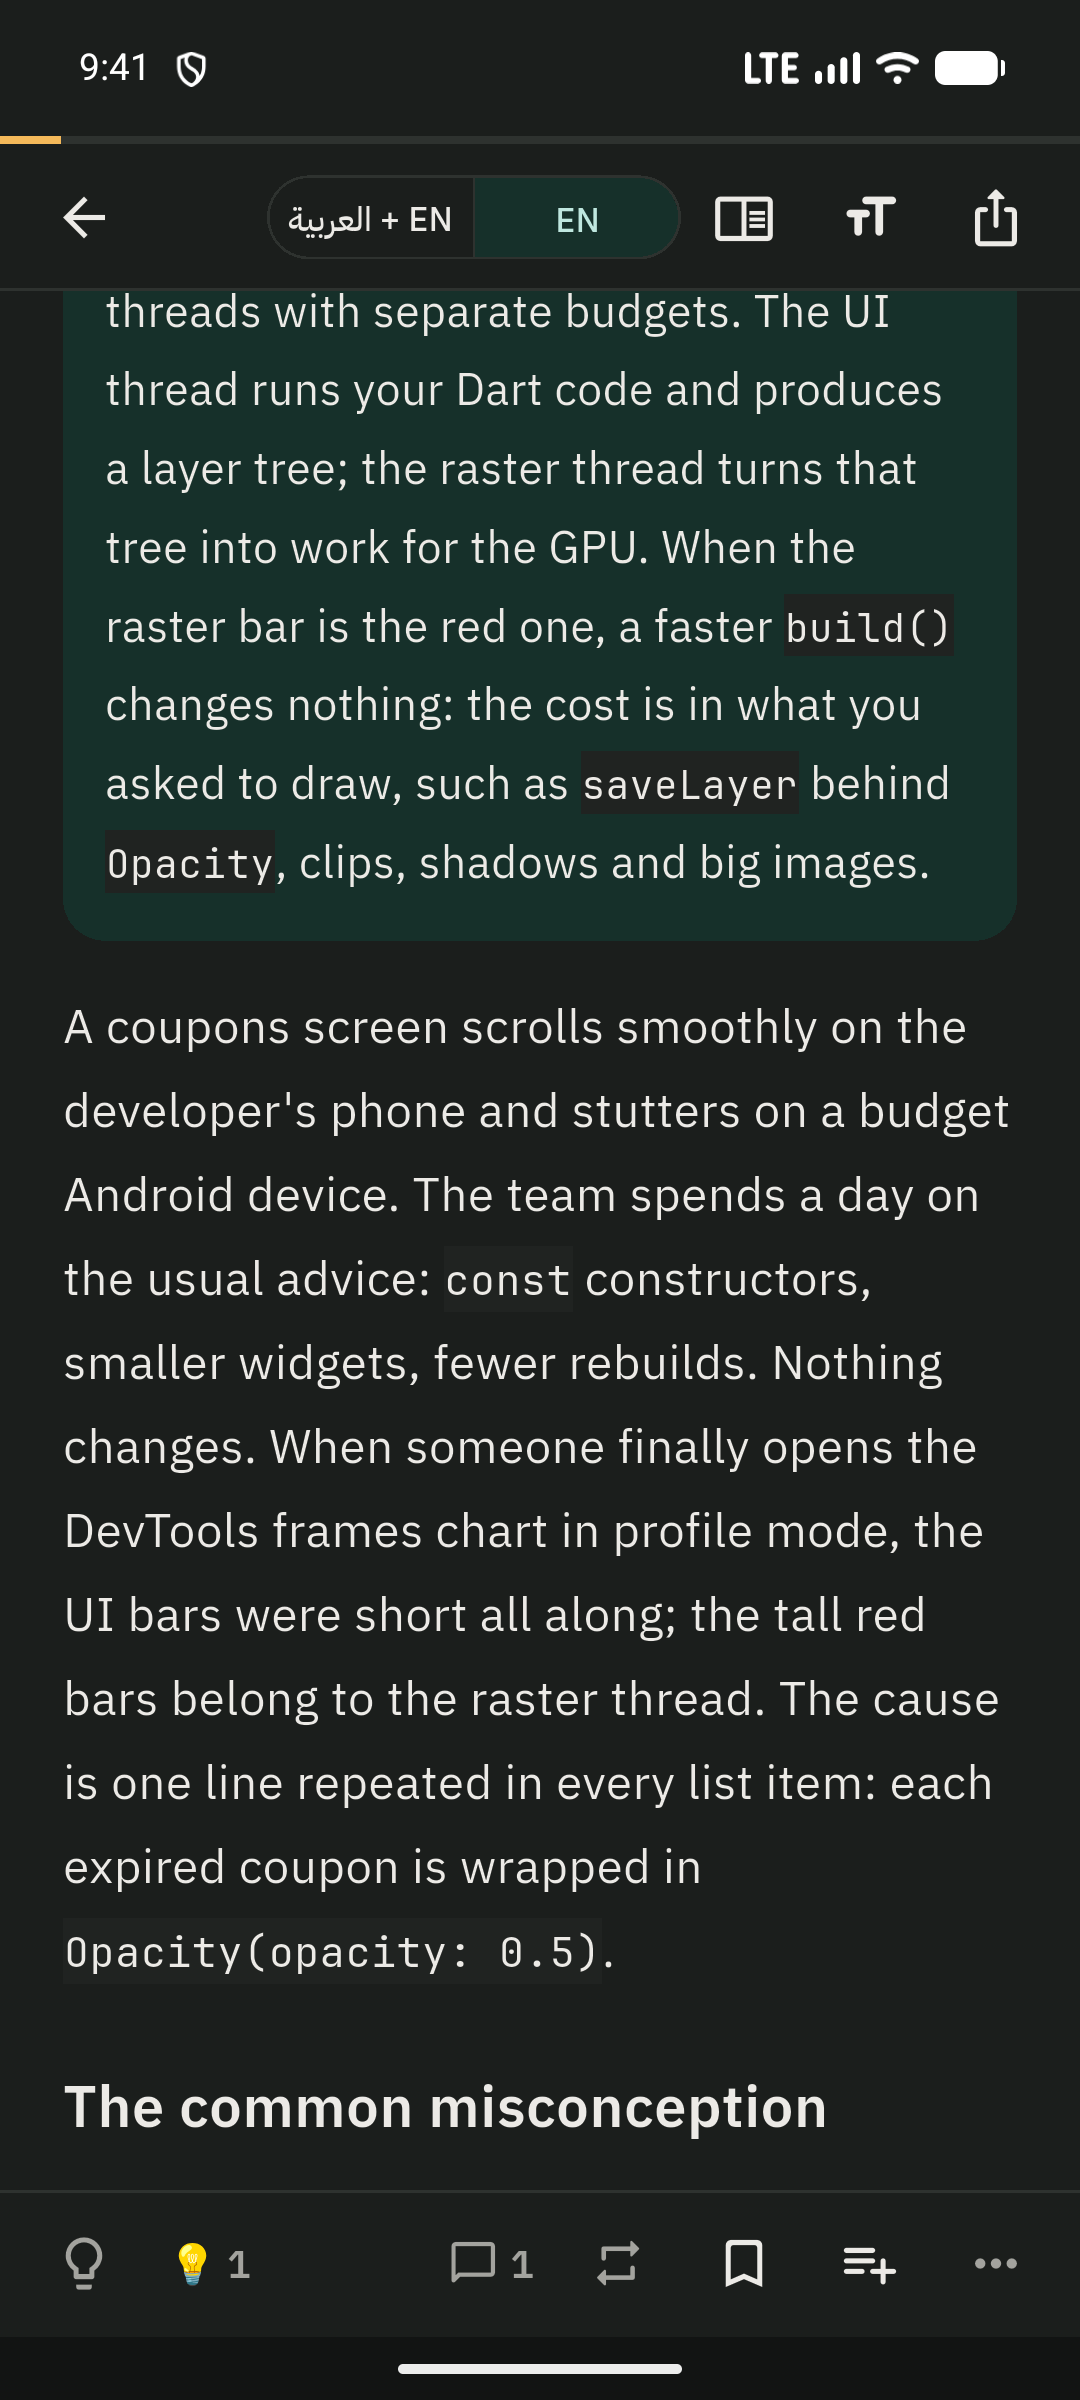 9:41
LTE
العربية + EN
EN
threads with separate budgets. The UI
thread runs your Dart code and produces
a layer tree; the raster thread turns that
tree into work for the GPU. When the
raster bar is the red one, a faster build()
changes nothing: the cost is in what you
asked to draw, such as saveLayer behind
Opacity, clips, shadows and big images.
A coupons screen scrolls smoothly on the
developer's phone and stutters on a budget
Android device. The team spends a day on
the usual advice: const constructors,
smaller widgets, fewer rebuilds. Nothing
changes. When someone finally opens the
DevTools frames chart in profile mode, the
UI bars were short all along; the tall red
bars belong to the raster thread. The cause
is one line repeated in every list item: each
expired coupon is wrapped in
Opacity(opacity: 0.5).
The common misconception
1
1